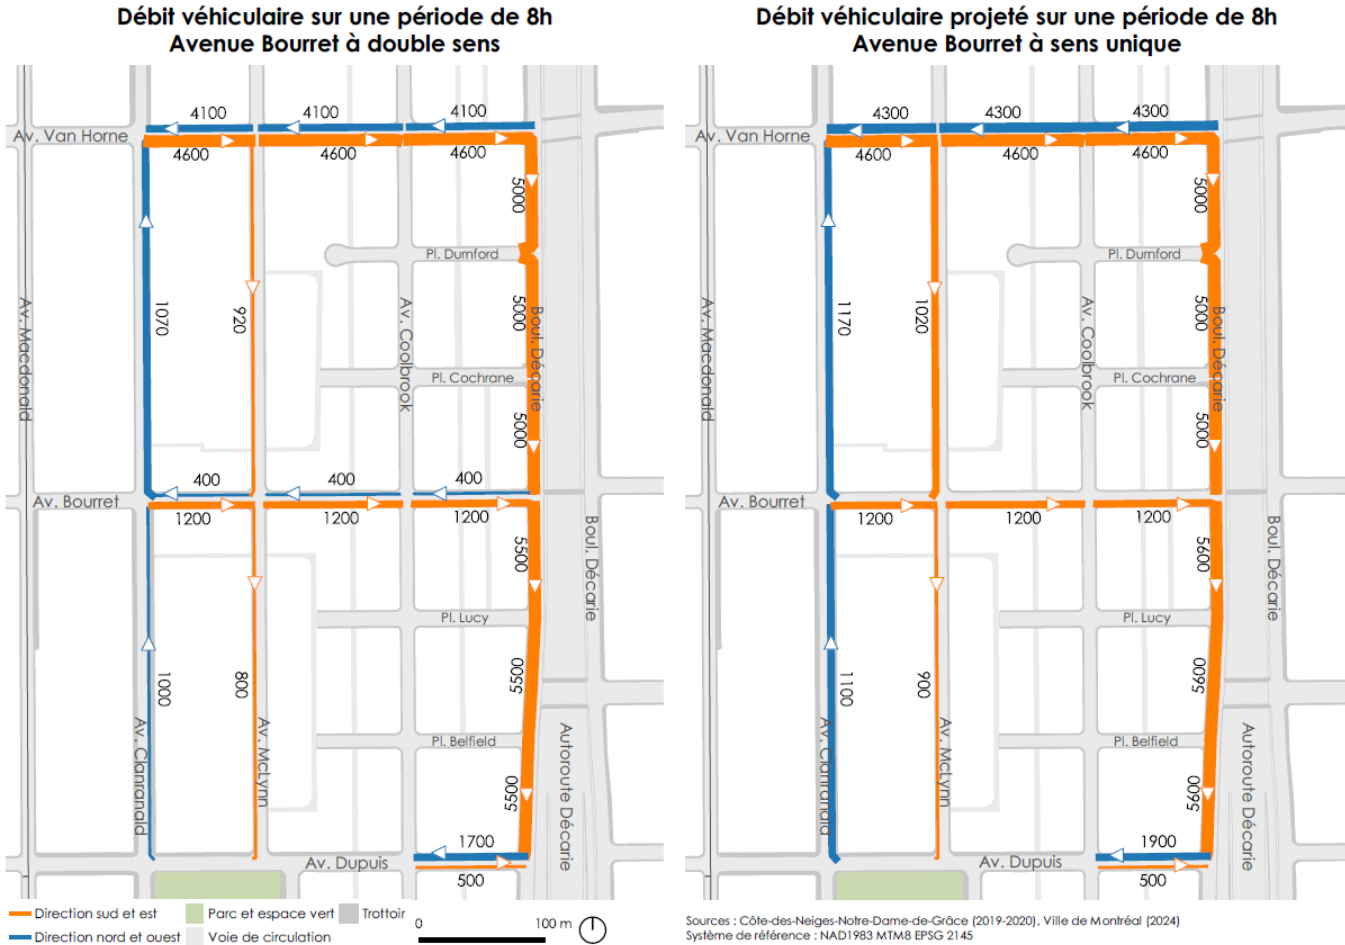 Débit véhiculaire sur une période de 8h
Avenue Bourret à double sens
4100
4100
4100
Av. Van Horne
4600
4600
4600
5000
Pl. Durnford
1070
920
Av. Macdonald
Av. Coolbrook
5000
Boul. Décarie
Pl. Cochrane
5000
400
400
400
Av. Bourret
1200
1200
1200
5500
Boul. Décarie
Pl. Lucy
1000
800
5500
Av. Clanranald
Av. McLynn
Pl. Belfield
Autoroute Décarie
5500
1700
Av. Dupuis
500
Direction sud et est
Direction nord et ouest
Parc et espace vert
Voie de circulation
Trottoir
0
100 m
Débit véhiculaire projeté sur une période de 8h
Avenue Bourret à sens unique
4300
4300
4300
Av. Van Horne
4600
4600
4600
5000
Pl. Durnford
1170
1020
Av. Macdonald
Av. Coolbrook
5000
Boul. Décarie
Pl. Cochrane
5000
Av. Bourret
1200
1200
1200
5600
Boul. Décarie
Pl. Lucy
1100
900
5600
Av. Clanranald
Av. McLynn
Pl. Belfield
Autoroute Décarie
5600
1900
Av. Dupuis
500
Sources : Côte-des-Neiges-Notre-Dame-de-Grâce (2019-2020), Ville de Montréal (2024)
Système de référence : NAD1983 MTM8 EPSG 2145